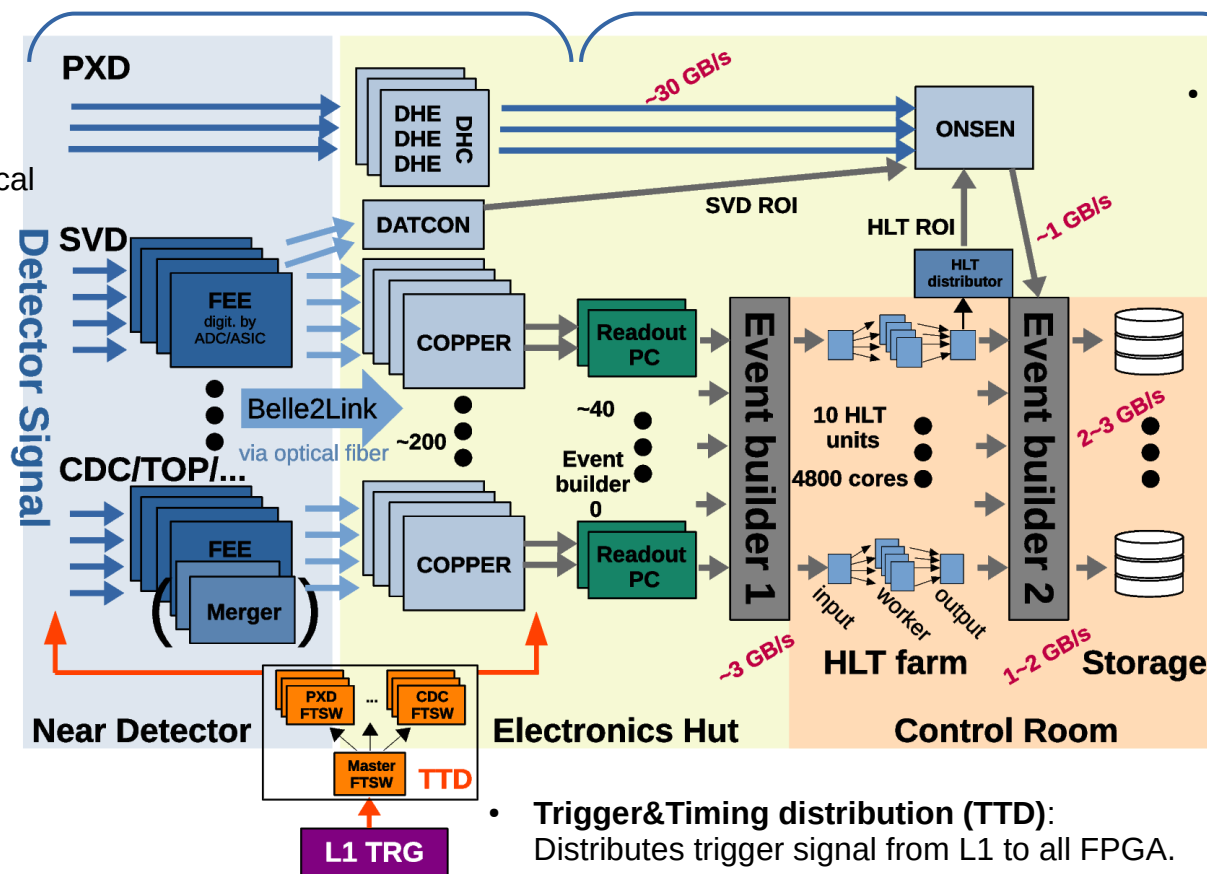 PXD
~30 GB/s
•
DHE
DHE
DHE
DHC
ONSEN
cal
DATCON
SVD ROI
HLT ROI
~1 GB/s
SVD
Detector Signal
FEE
digit. by
ADC/ASIC
COPPER
Readout
PC
Event builder 1
HLT
distributor
Event builder 2
Belle2Link
via optical fiber
~200
~40
Event
builder
0
10 HLT
units
4800 cores
2~3 GB/s
CDC/TOP/...
FEE
(Merger)
COPPER
Readout
PC
input
worker
output
~3 GB/s
HLT farm
1~2 GB/s
Storage
PXD
FTSW
...
CDC
FTSW
Near Detector
Electronics Hut
Control Room
Master
FTSW
TTD
L1 TRG
• Trigger&Timing distribution (TTD):
Distributes trigger signal from L1 to all FPGA.